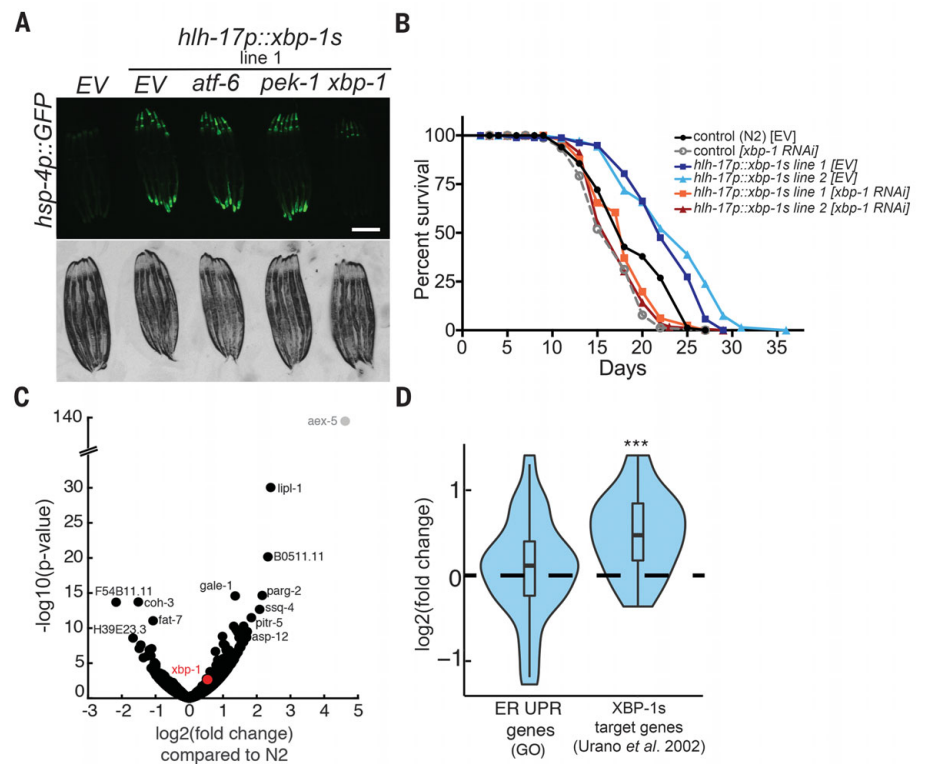 A
hlh-17p::xbp-1s
line 1
EV EV atf-6 pek-1 xbp-1
hsp-4p::GFP
B
Percent survival
100
75
50
25
0
0 5 10 15 20 25 30 35
Days
control (N2) [EV]
control [xbp-1 RNAi]
hlh-17p::xbp-1s line 1 [EV]
hlh-17p::xbp-1s line 2 [EV]
hlh-17p::xbp-1s line 1 [xbp-1 RNAi]
hlh-17p::xbp-1s line 2 [xbp-1 RNAi]
C
-log10(p-value)
140
30
25
20
15
10
5
0
aex-5
lipl-1
B0511.11
gale-1
parg-2
F54B11.11
coh-3
ssq-4
fat-7
pitr-5
H39E23.3
asp-12
xbp-1
-3 -2 -1 0 1 2 3 4 5
log2(fold change)
compared to N2
D
log2(fold change)
1
0
−1
***
ER UPR
genes
(GO)
XBP-1s
target genes
(Urano et al. 2002)